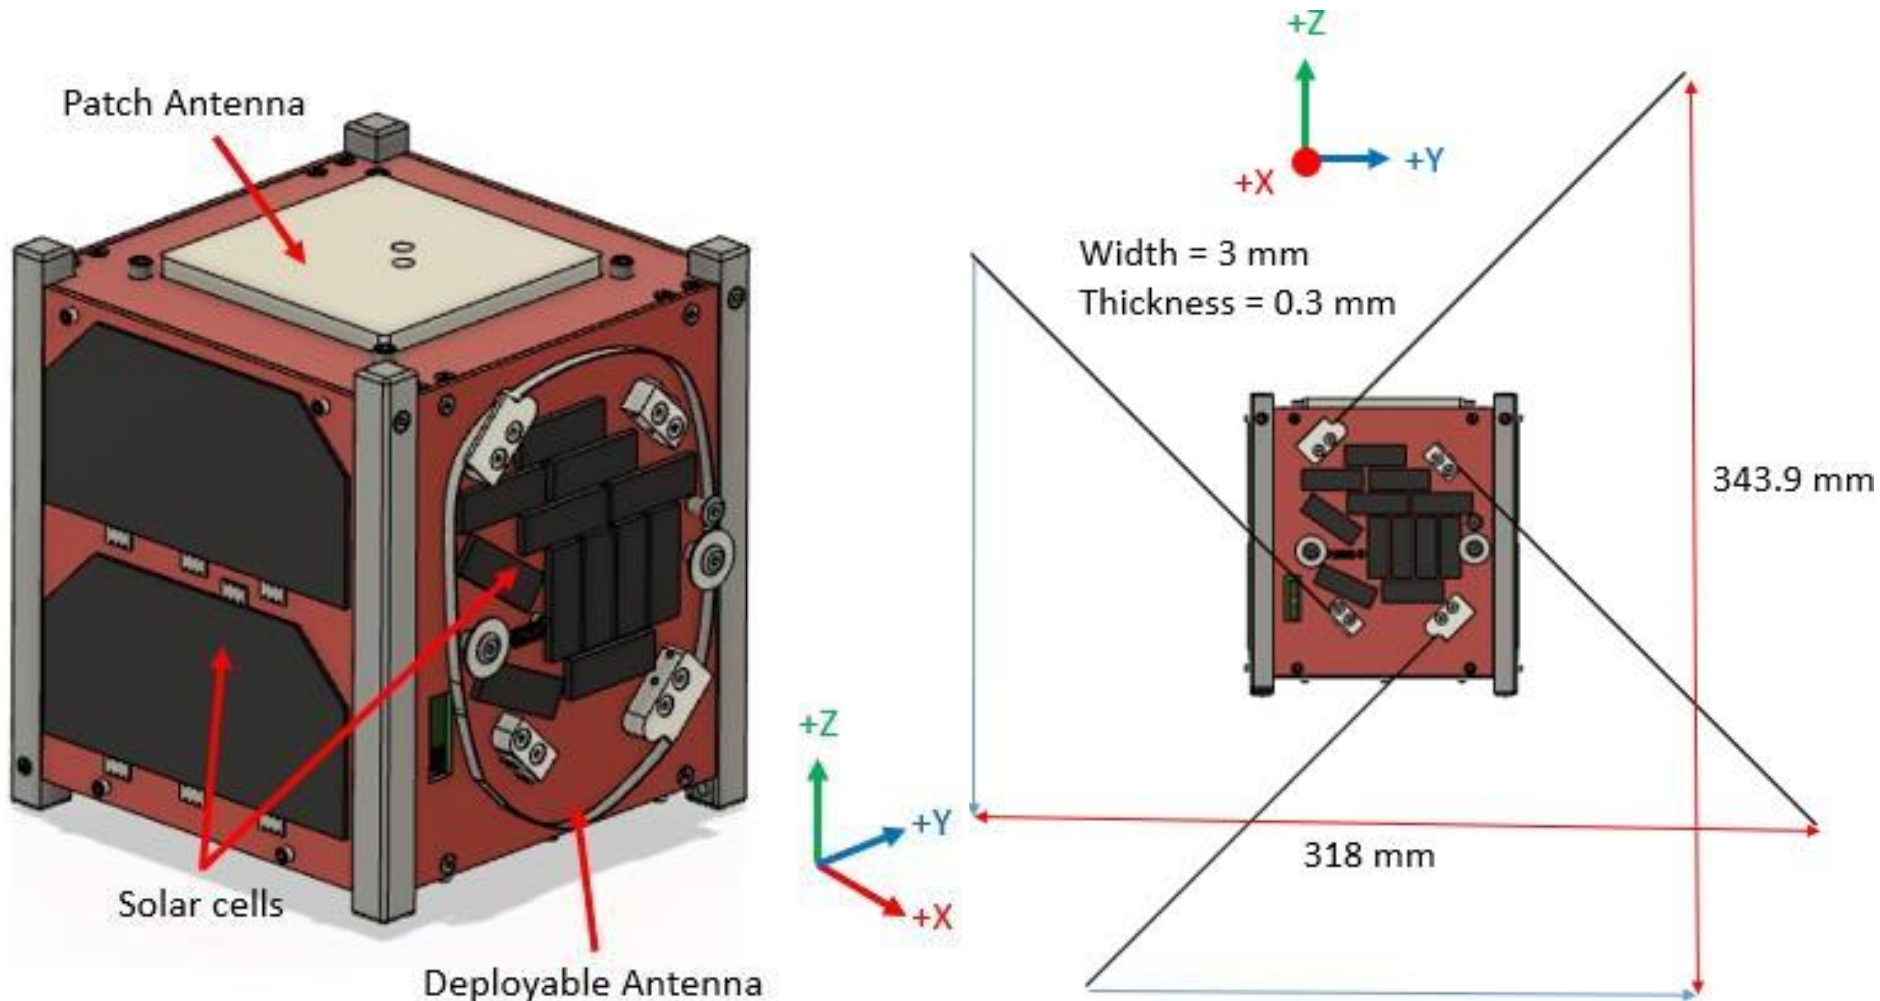 Patch Antenna
Solar cells
Deployable Antenna
+Z
+Y
+X
+Z
+Y
+X
Width = 3 mm
Thickness = 0.3 mm
343.9 mm
318 mm